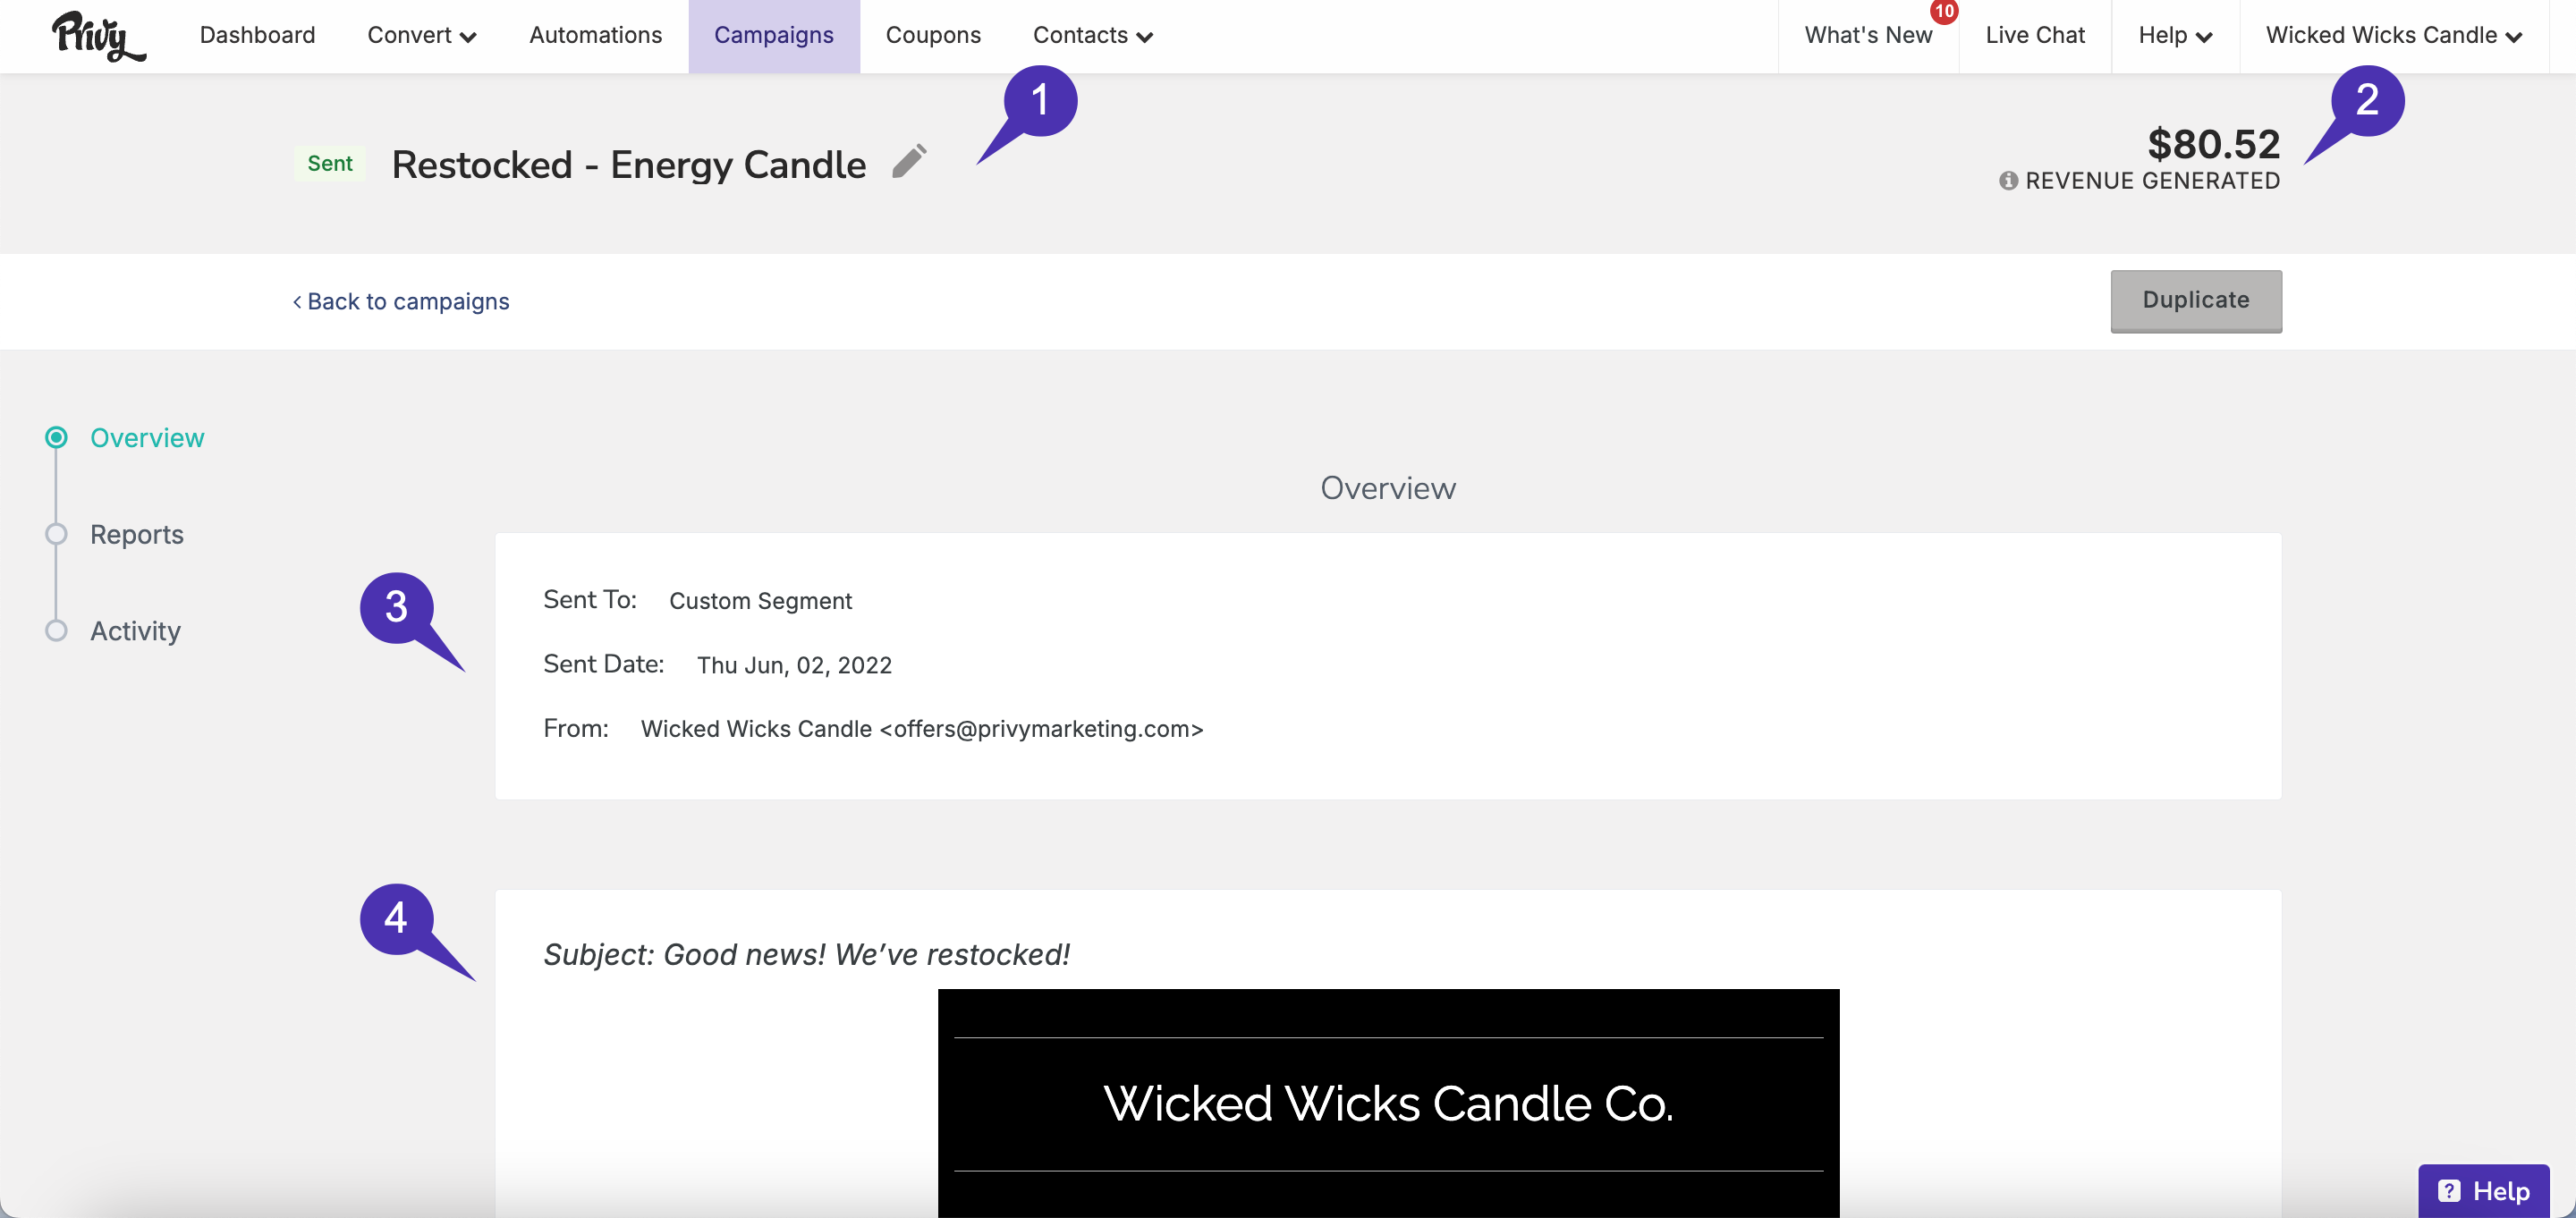 Privy Dashboard Convert Automations Campaigns Coupons Contacts What's New 10 Live Chat Help Wicked Wicks Candle
1
2
Sent Restocked - Energy Candle
$80.52
REVENUE GENERATED
Back to campaigns
Duplicate
Overview
Reports
Activity
Overview
3
Sent To: Custom Segment
Sent Date: Thu Jun, 02, 2022
From: Wicked Wicks Candle <offers@privymarketing.com>
4
Subject: Good news! We've restocked!
Wicked Wicks Candle Co.
? Help